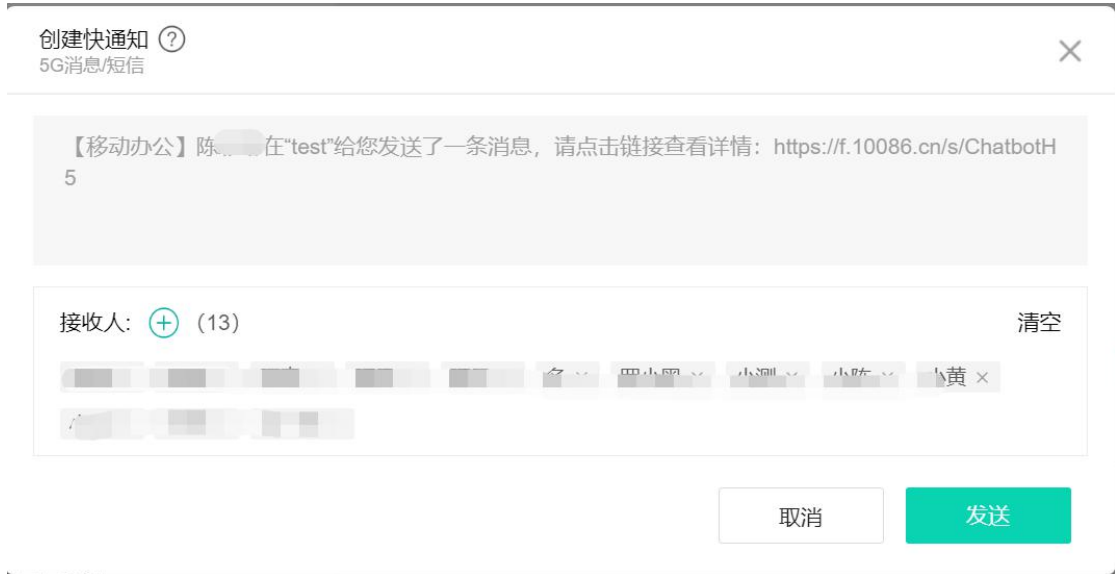 创建快通知 ?
5G消息/短信
【移动办公】陈 在“test”给您发送了一条消息，请点击链接查看详情：https://f.10086.cn/s/ChatbotH
5
接收人: （13） 清空
小黄
取消 发送